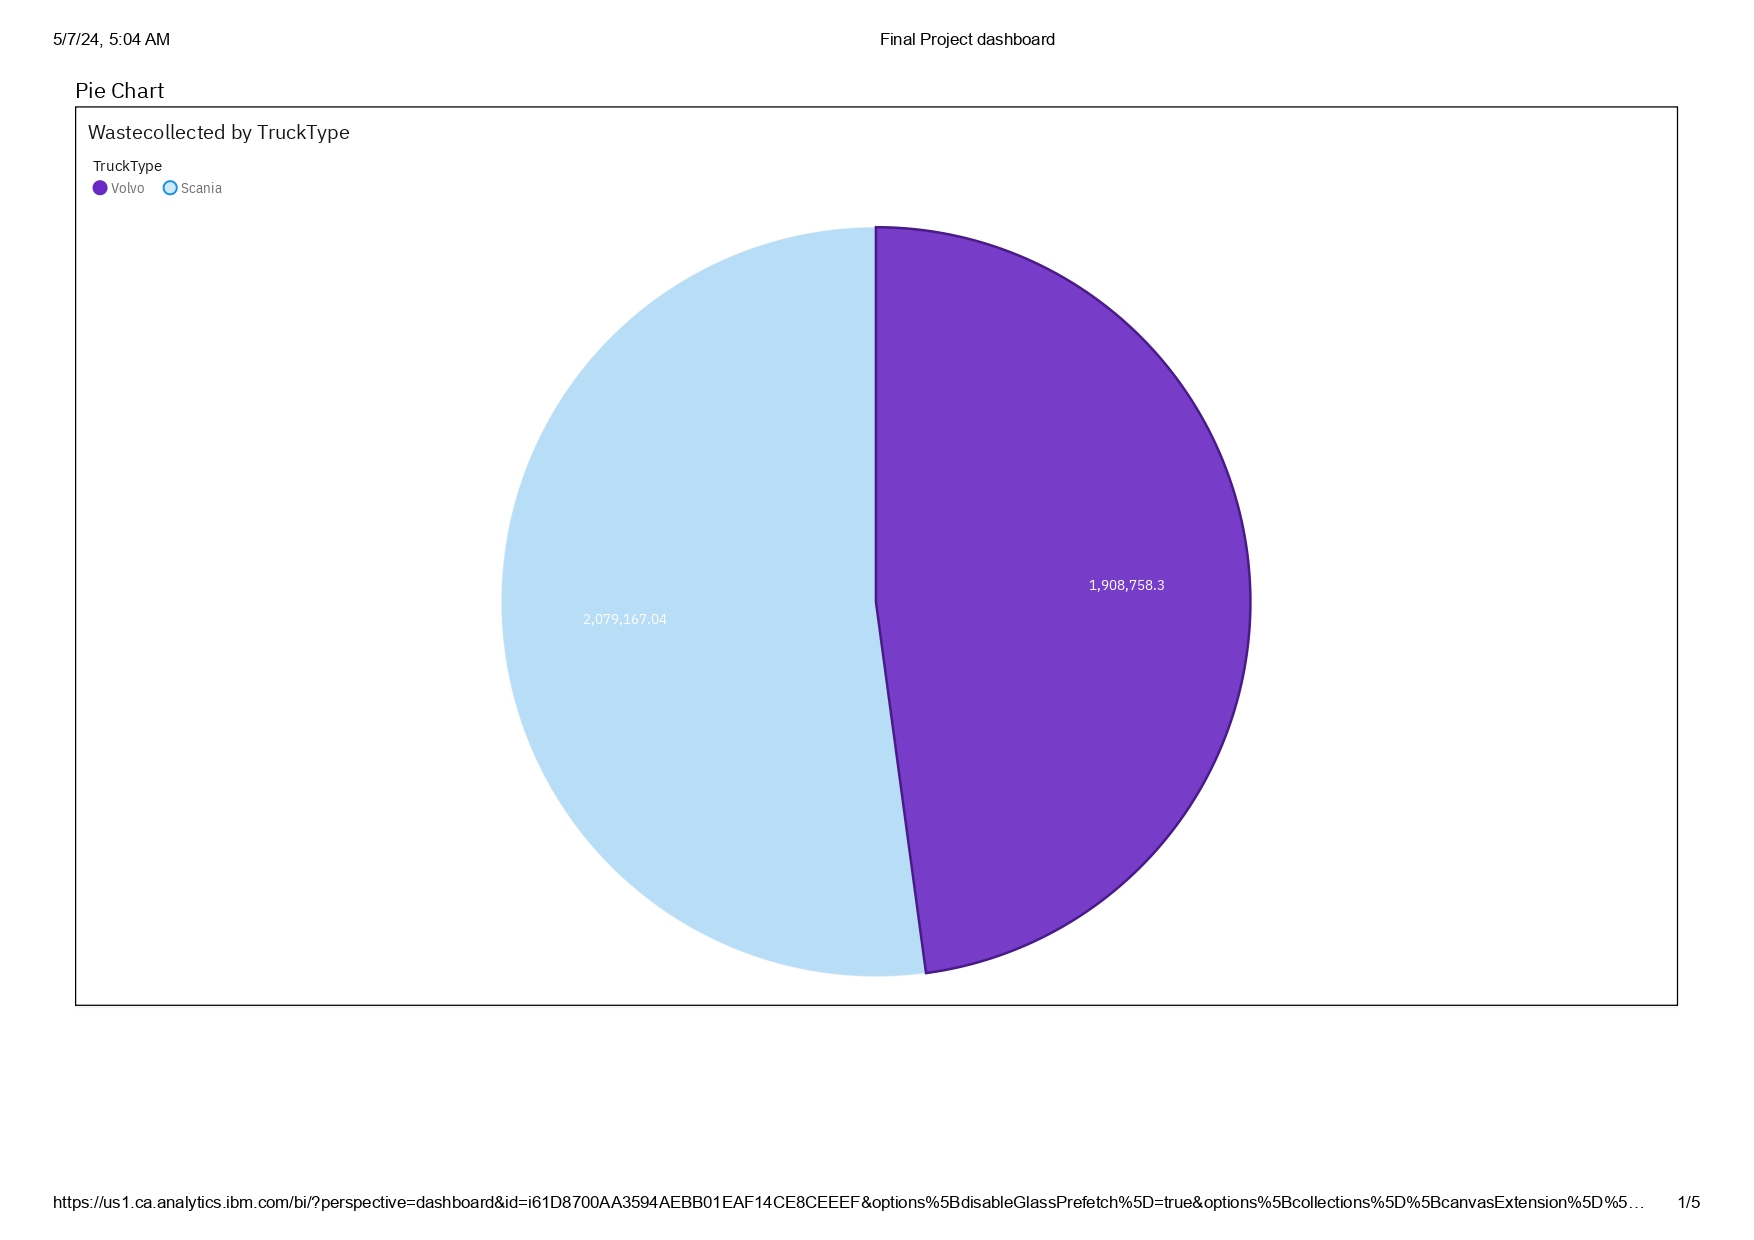 5/7/24, 5:04 AM Final Project dashboard
Pie Chart
Wastecollected by TruckType
TruckType
Volvo Scania
1,908,758.3
2,079,167.04
https://us1.ca.analytics.ibm.com/bi/?perspective=dashboard&id=i61D8700AA3594AEBB01EAF14CE8CEEEF&options%5BdisableGlassPrefetch%5D=true&options%5Bcollections%5D%5BcanvasExtension%5D%5… 1/5